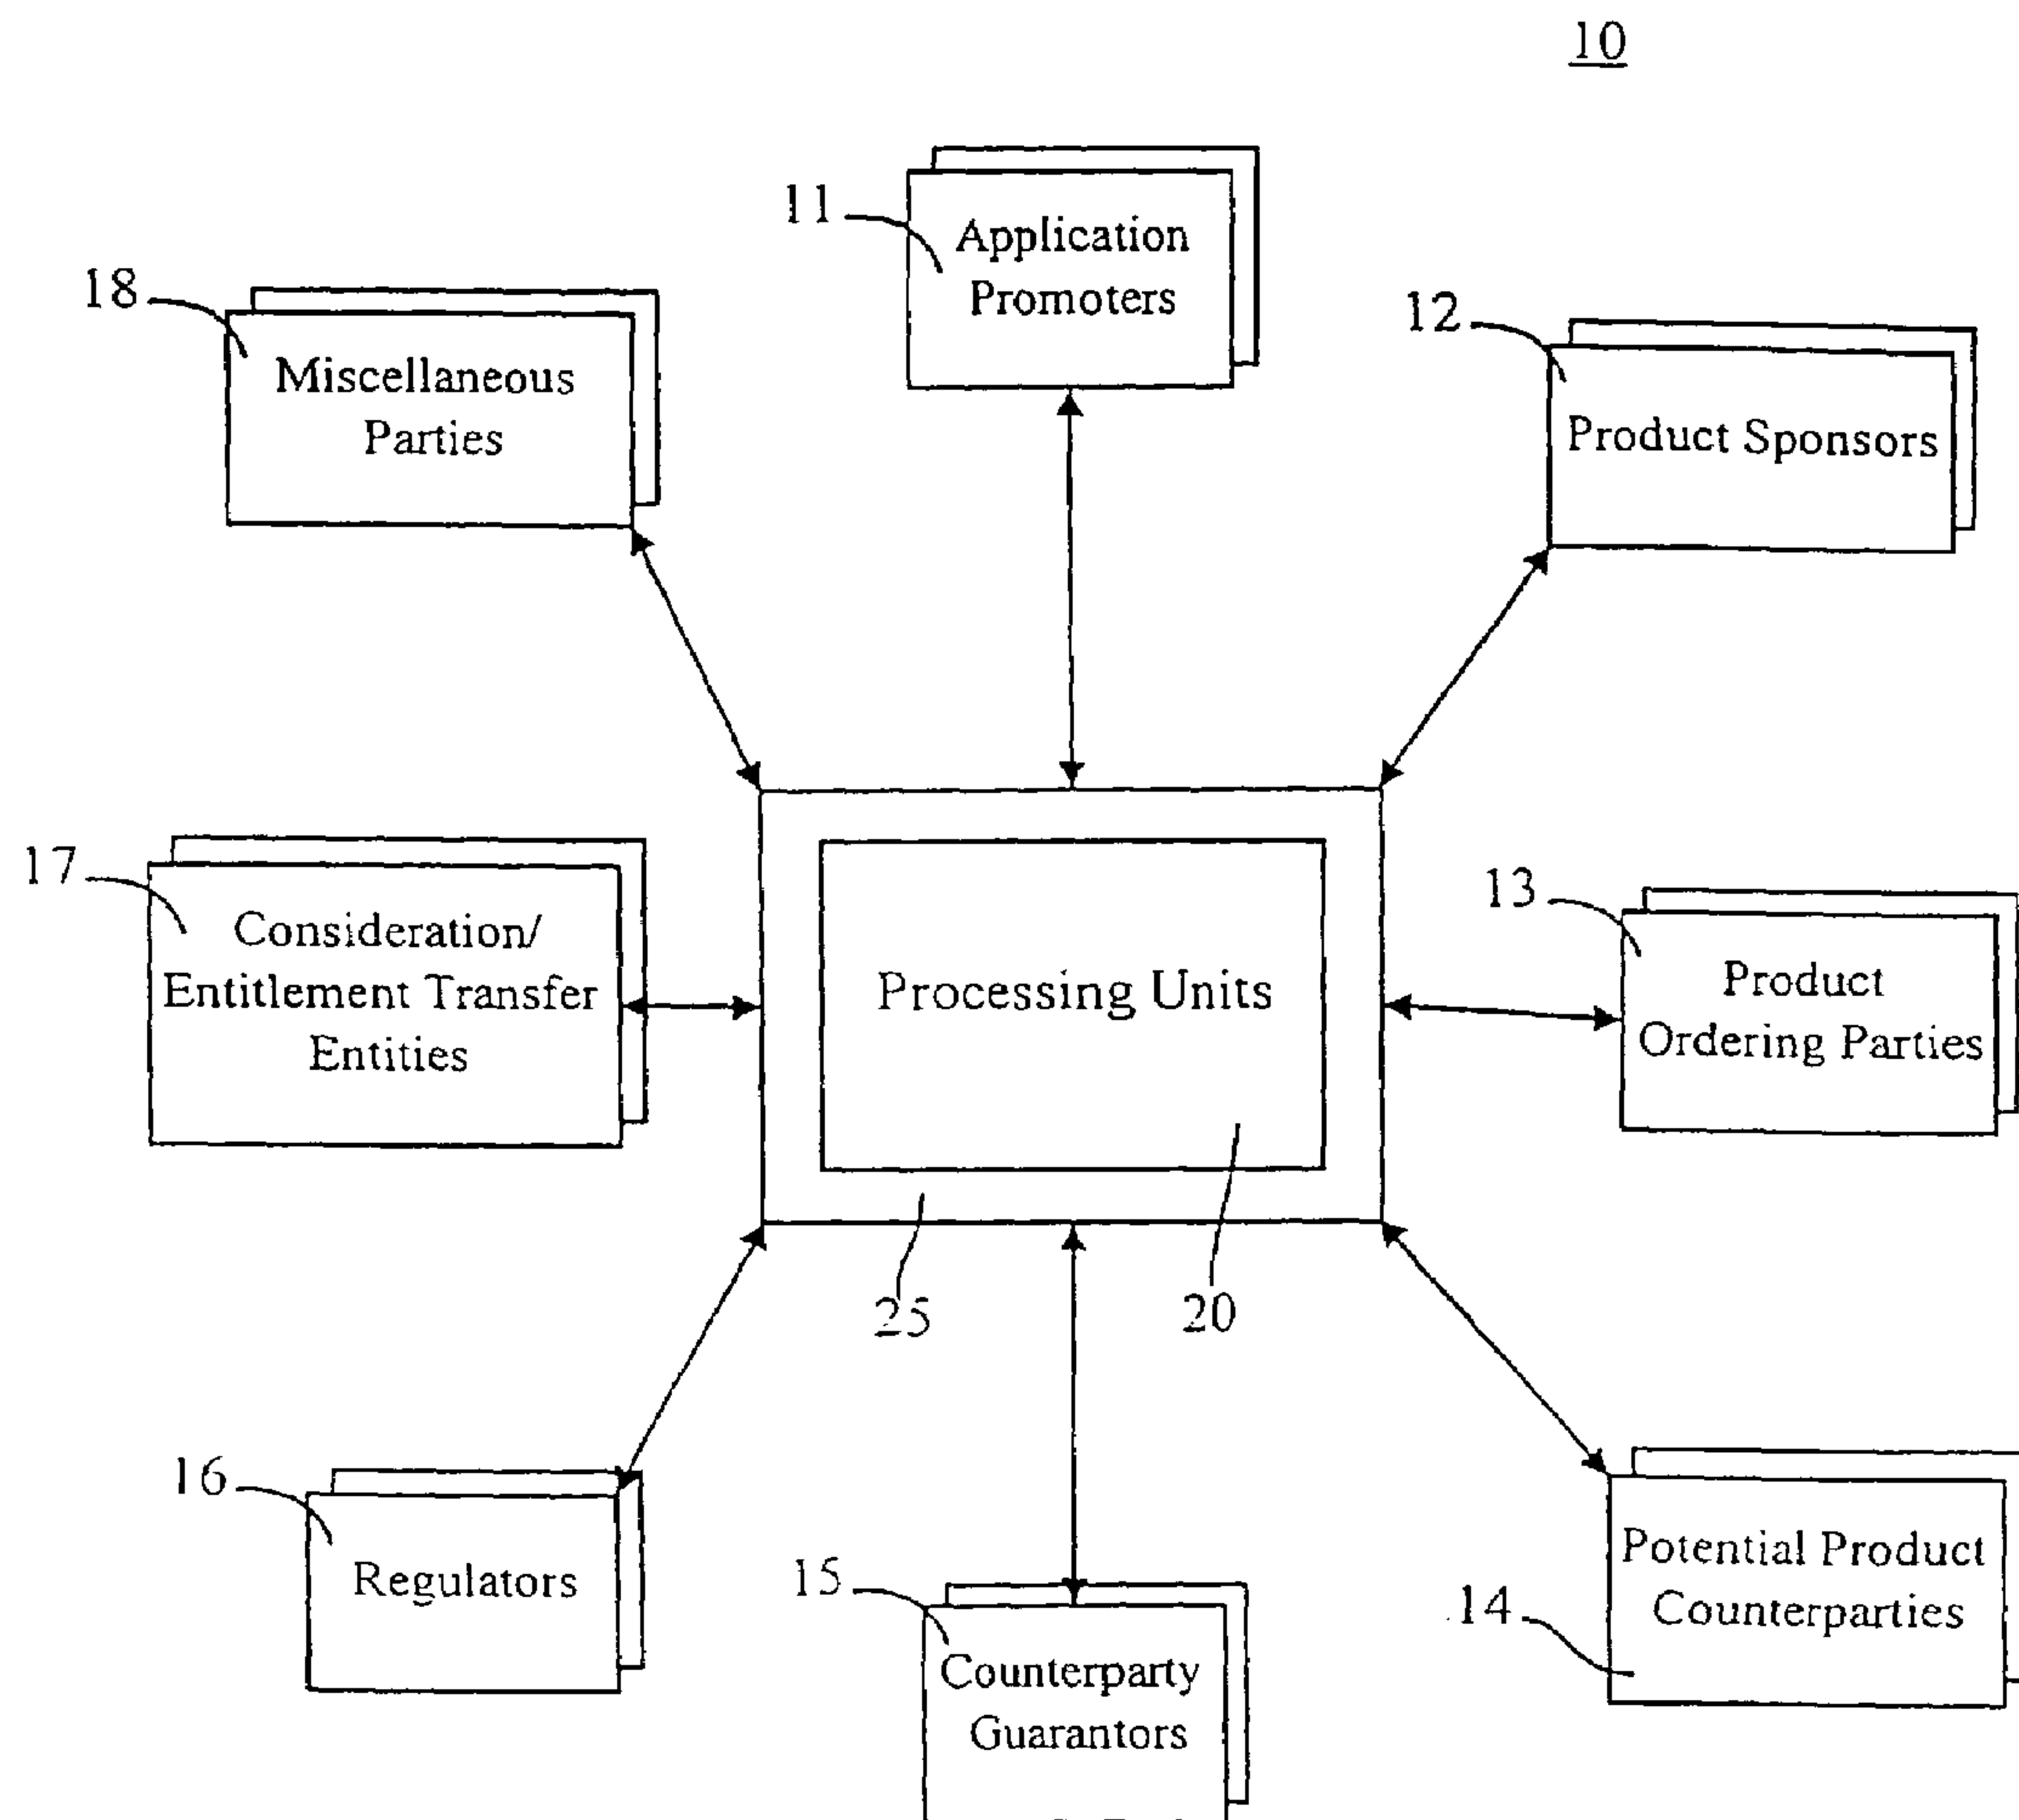 10
11
Application
Promoters
18
Miscellaneous
Parties
12
Product Sponsors
17
Consideration/
Entitlement Transfer
Entities
Processing Units
13
Product
Ordering Parties
25
20
16
Regulators
15
Counterparty
Guarantors
14
Potential Product
Counterparties